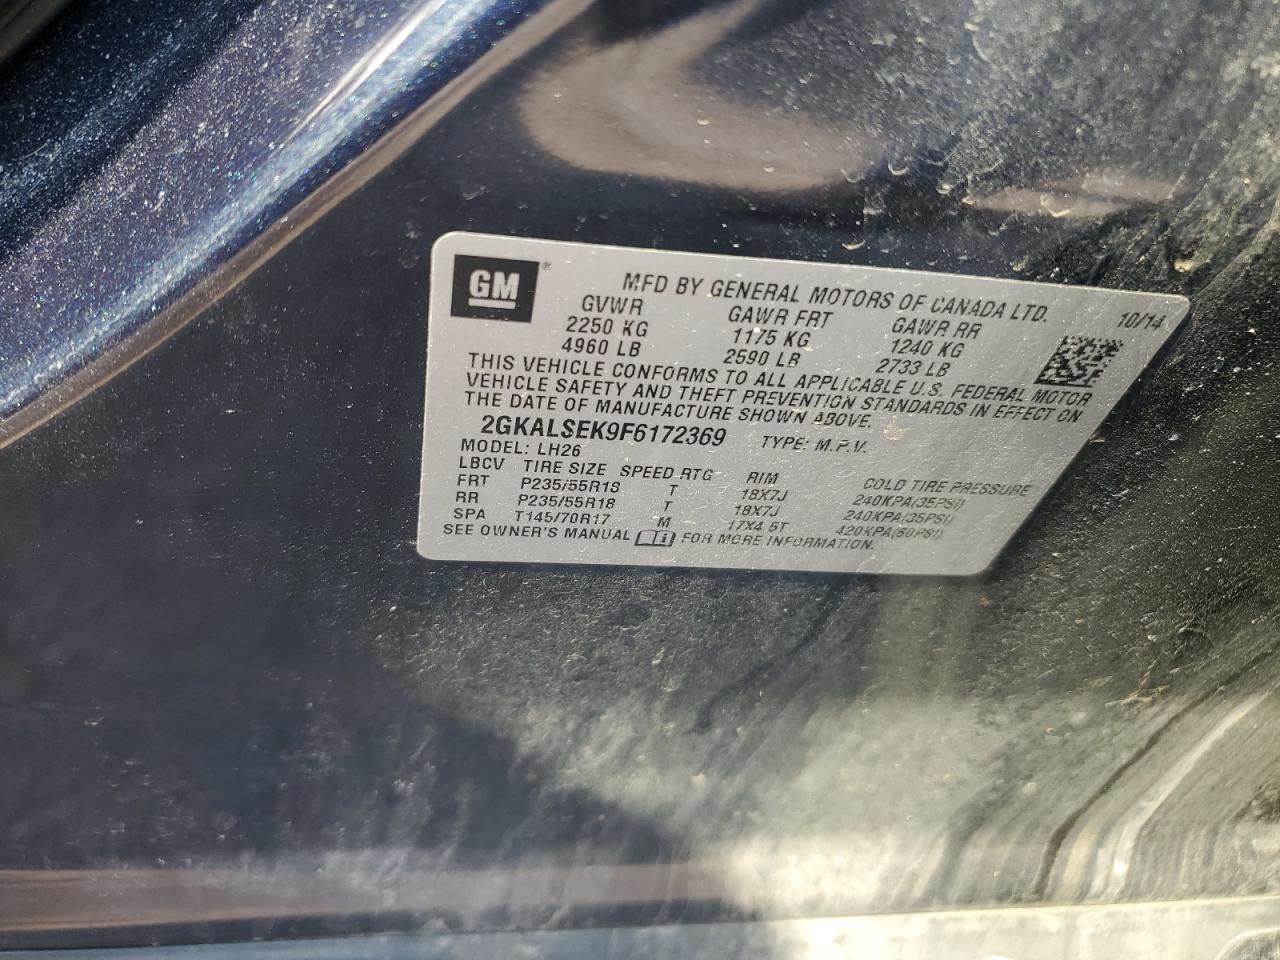 GM®
MFD BY GENERAL MOTORS OF CANADA LTD. 10/14
GVWR GAWR FRT GAWR RR
2250 KG 1175 KG 1240 KG
4960 LB 2590 LB 2733 LB
THIS VEHICLE CONFORMS TO ALL APPLICABLE U.S. FEDERAL MOTOR
VEHICLE SAFETY AND THEFT PREVENTION STANDARDS IN EFFECT ON
THE DATE OF MANUFACTURE SHOWN ABOVE.
2GKALSEK9F6172369 TYPE: M.P.V.
MODEL: LH26
LBCV TIRE SIZE SPEED RTG RIM COLD TIRE PRESSURE
FRT P235/55R18 T 18X7J 240KPA(35PSI)
RR P235/55R18 T 18X7J 240KPA(35PSI)
SPA T145/70R17 M 17X4.5T 420KPA(60PSI)
SEE OWNER'S MANUAL FOR MORE INFORMATION.